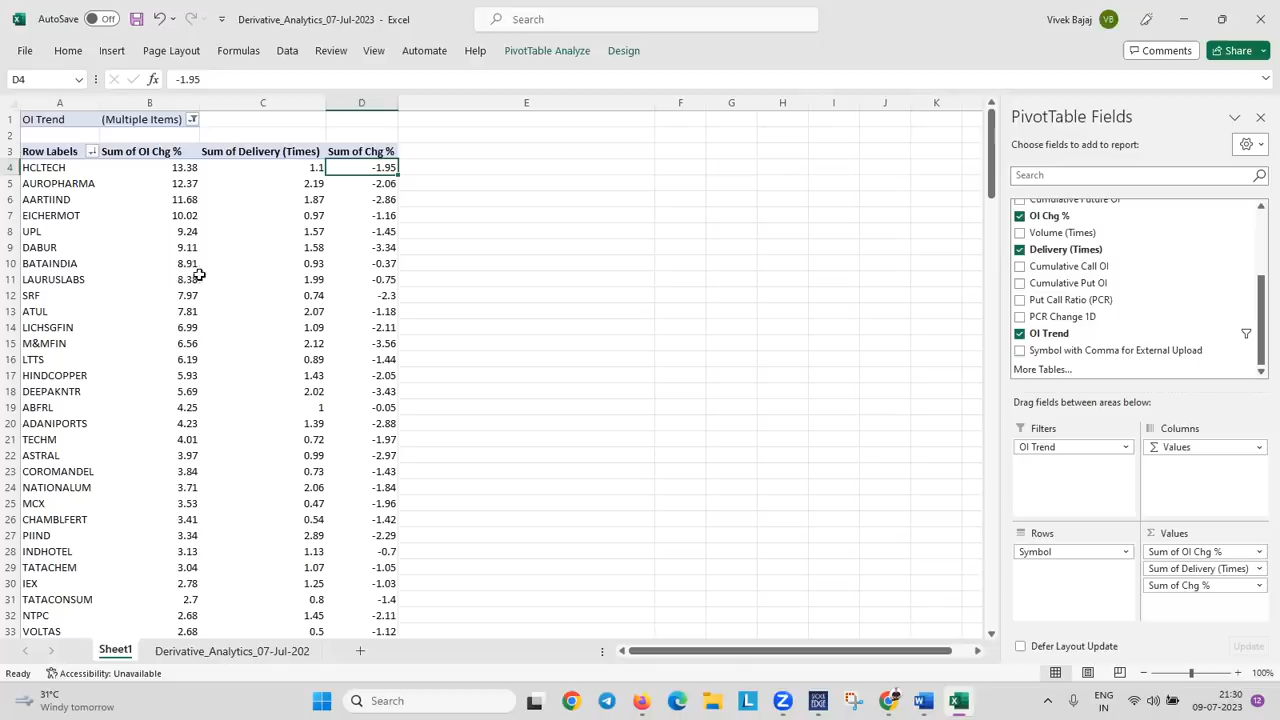 AutoSave Off Derivative_Analytics_07-Jul-2023 • Excel Search Vivek Bajaj VB
File Home Insert Page Layout Formulas Data Review View Automate Help PivotTable Analyze Design Comments Share
D4 fx -1.95
A B C D E F G H I J K
1 OI Trend (Multiple Items)
2
3 Row Labels Sum of OI Chg % Sum of Delivery (Times) Sum of Chg %
4 HCLTECH 13.38 1.1 -1.95
5 AUROPHARMA 12.37 2.19 -2.06
6 AARTIIND 11.68 1.87 -2.86
7 EICHERMOT 10.02 0.97 -1.16
8 UPL 9.24 1.57 -1.45
9 DABUR 9.11 1.58 -3.34
10 BATAINDIA 8.91 0.93 -0.37
11 LAURUSLABS 8.38 1.99 -0.75
12 SRF 7.97 0.74 -2.3
13 ATUL 7.81 2.07 -1.18
14 LICHSGFIN 6.99 1.09 -2.11
15 M&MFIN 6.56 2.12 -3.56
16 LTTS 6.19 0.89 -1.44
17 HINDCOPPER 5.93 1.43 -2.05
18 DEEPAKNTR 5.69 2.02 -3.43
19 ABFRL 4.25 1 -0.05
20 ADANIPORTS 4.23 1.39 -2.88
21 TECHM 4.01 0.72 -1.97
22 ASTRAL 3.97 0.99 -2.97
23 COROMANDEL 3.84 0.73 -1.43
24 NATIONALUM 3.71 2.06 -1.84
25 MCX 3.53 0.47 -1.96
26 CHAMBLFERT 3.41 0.54 -1.42
27 PIIND 3.34 2.89 -2.29
28 INDHOTEL 3.13 1.13 -0.7
29 TATACHEM 3.04 1.07 -1.05
30 IEX 2.78 1.25 -1.03
31 TATACONSUM 2.7 0.8 -1.4
32 NTPC 2.68 1.45 -2.11
33 VOLTAS 2.68 0.5 -1.12
PivotTable Fields
Choose fields to add to report:
Search
Cumulative Future OI
OI Chg %
Volume (Times)
Delivery (Times)
Cumulative Call OI
Cumulative Put OI
Put Call Ratio (PCR)
PCR Change 1D
OI Trend
Symbol with Comma for External Upload
More Tables...
Drag fields between areas below:
Filters Columns
OI Trend Σ Values
Rows Σ Values
Symbol Sum of OI Chg %
Sum of Delivery (Times)
Sum of Chg %
Defer Layout Update Update
Sheet1 Derivative_Analytics_07-Jul-202
Ready Accessibility: Unavailable 100%
31°C
Windy tomorrow
Search
ENG
IN
21:30
09-07-2023
12